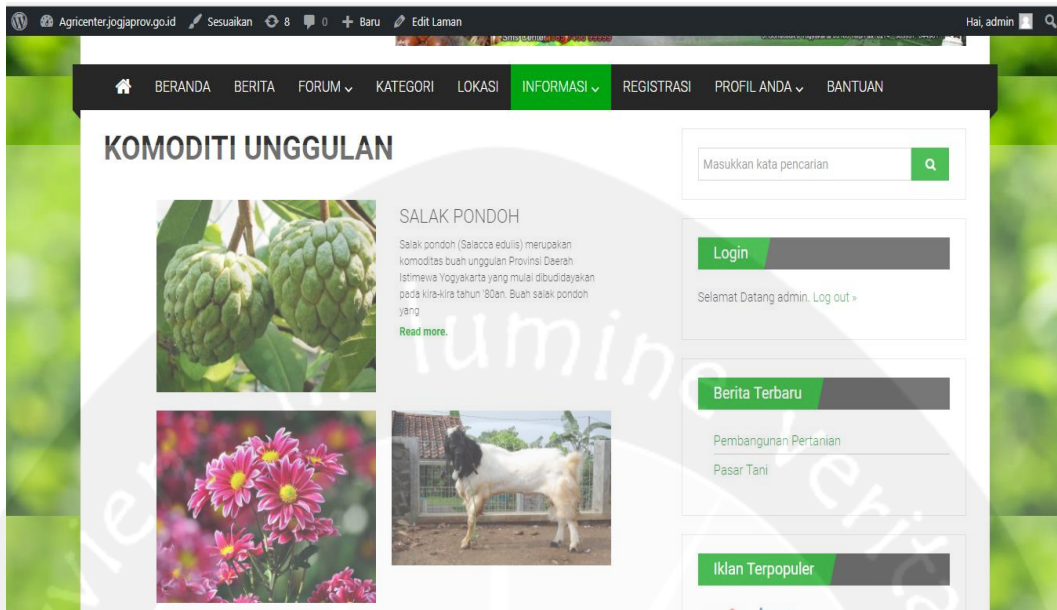 Agricenter.jogjaprov.go.id Sesuaikan 8 0 Baru Edit Laman Hai, admin
BERANDA BERITA FORUM KATEGORI LOKASI INFORMASI REGISTRASI PROFIL ANDA BANTUAN
KOMODITI UNGGULAN
SALAK PONDOH
Salak pondoh (Salacca edulis) merupakan
komoditas buah unggulan Provinsi Daerah
Istimewa Yogyakarta yang mulai dibudidayakan
pada kira-kira tahun '80an. Buah salak pondoh
yang
Read more.
Masukkan kata pencarian
Login
Selamat Datang admin. Log out »
Berita Terbaru
Pembangunan Pertanian
Pasar Tani
Iklan Terpopuler
lumine